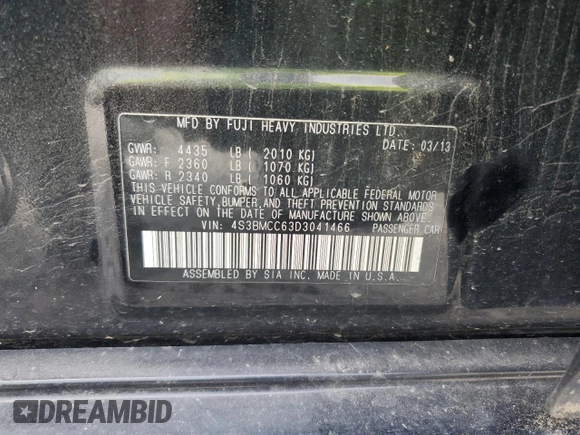 MFD BY FUJI HEAVY INDUSTRIES LTD.
DATE: 03/13
GVWR: 4435 LB ( 2010 KG)
GAWR: F 2360 LB ( 1070 KG)
GAWR: R 2340 LB ( 1060 KG)
THIS VEHICLE CONFORMS TO ALL APPLICABLE FEDERAL MOTOR
VEHICLE SAFETY, BUMPER, AND THEFT PREVENTION STANDARDS
IN EFFECT ON THE DATE OF MANUFACTURE SHOWN ABOVE.
VIN: 4S3BMCC63D3041466 PASSENGER CAR
ASSEMBLED BY SIA INC. MADE IN U.S.A.
DREAMBID